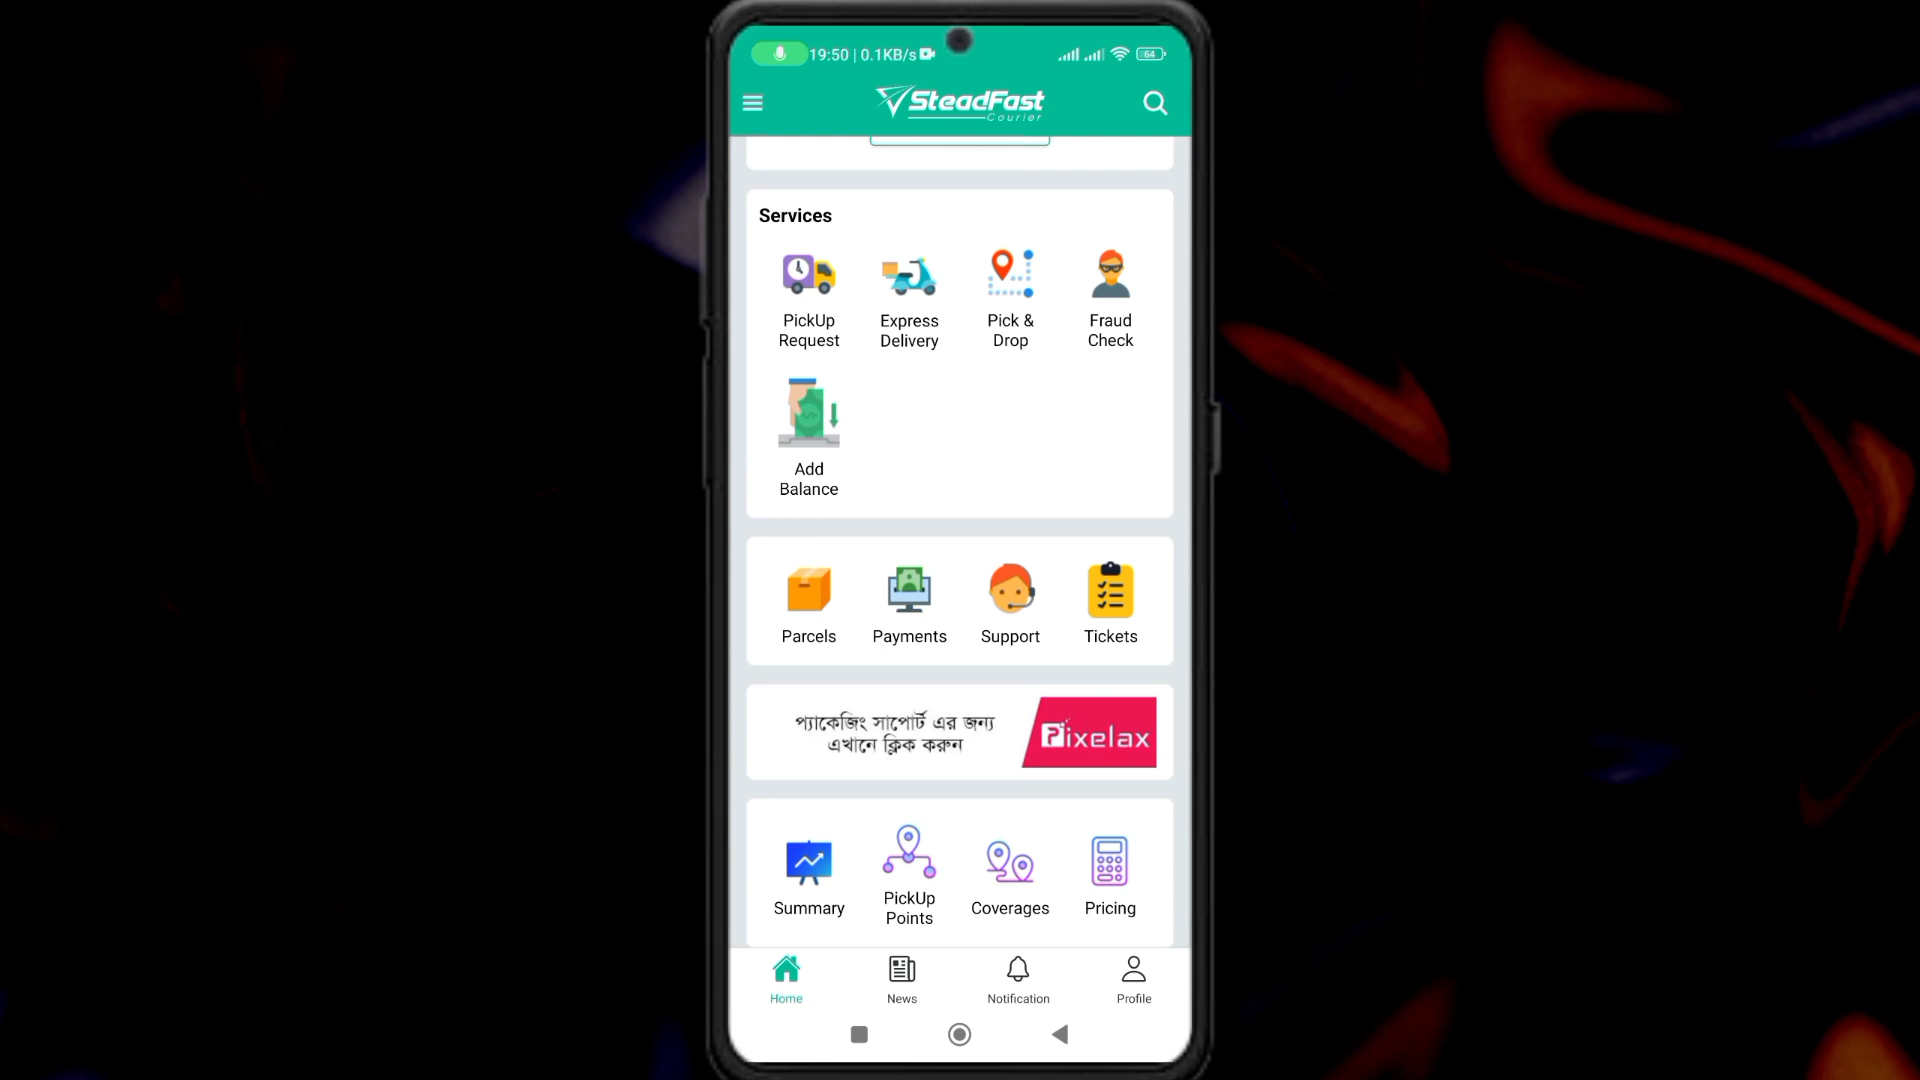 19:50 | 0.1KB/s
64
SteadFast
Courier
Services
PickUp
Request
Express
Delivery
Pick &
Drop
Fraud
Check
Add
Balance
Parcels
Payments
Support
Tickets
প্যাকেজিং সাপোর্ট এর জন্য
এখানে ক্লিক করুন
Pixelax
Summary
PickUp
Points
Coverages
Pricing
Home
News
Notification
Profile